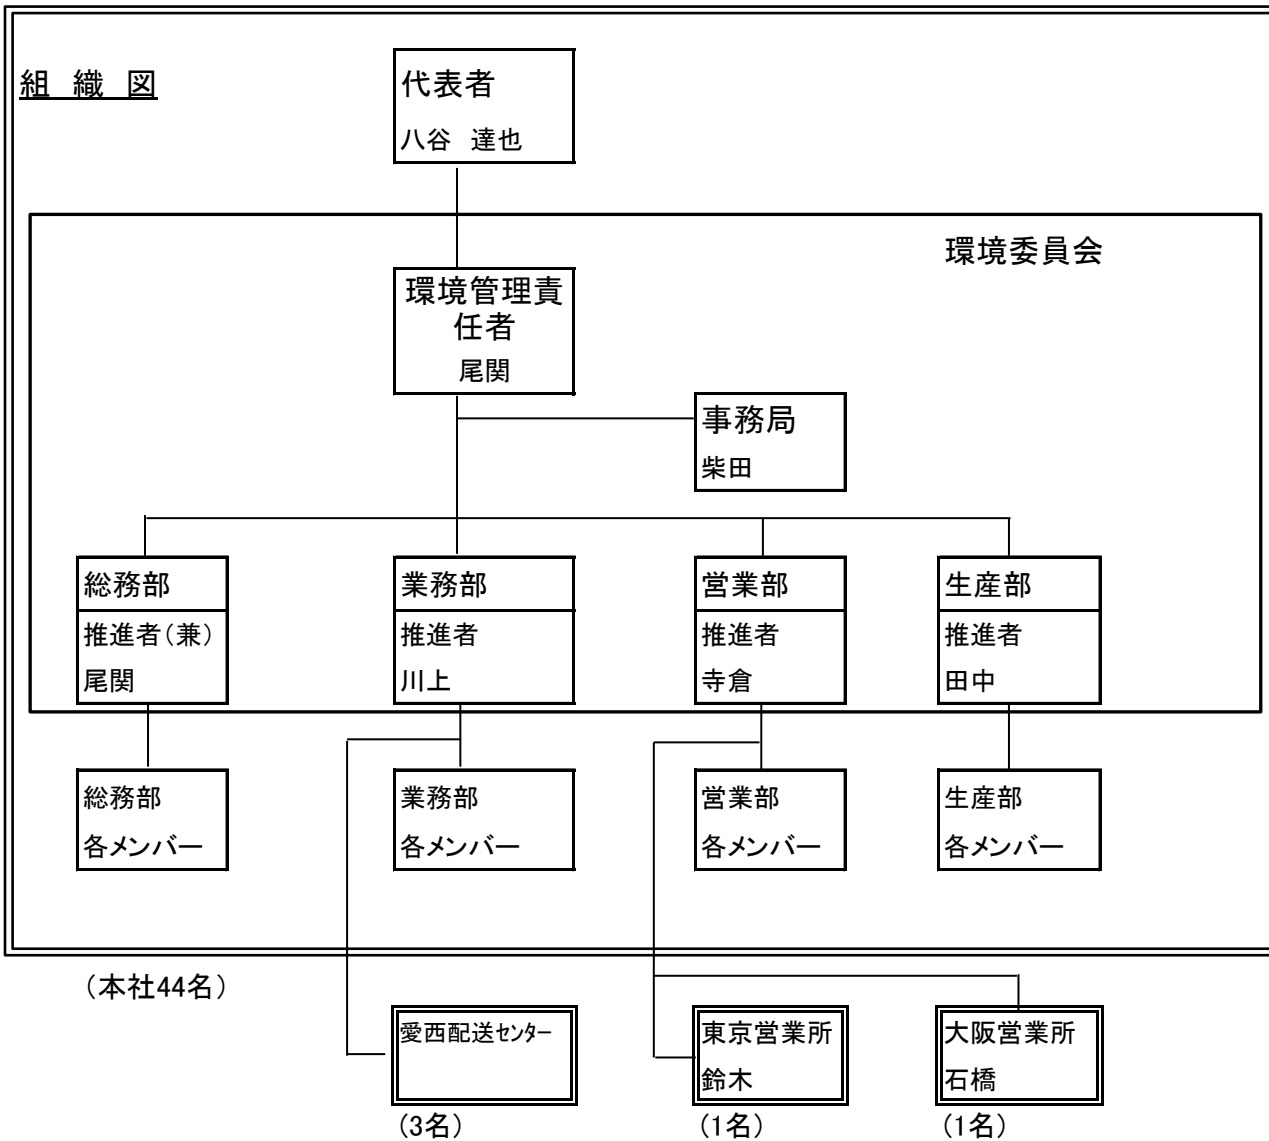 組 織 図
代表者
八谷 達也
環境委員会
環境管理責
任者
尾関
事務局
柴田
総務部
推進者(兼)
尾関
業務部
推進者
川上
営業部
推進者
寺倉
生産部
推進者
田中
総務部
各メンバー
業務部
各メンバー
営業部
各メンバー
生産部
各メンバー
(本社44名)
愛西配送センター
(3名)
東京営業所
鈴木
(1名)
大阪営業所
石橋
(1名)